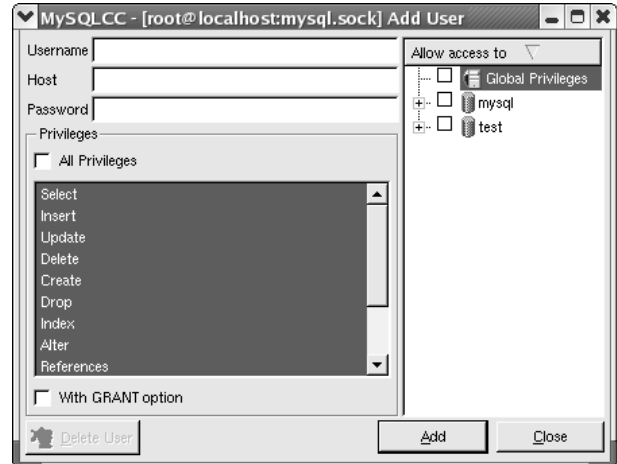 MySQLCC - [root@localhost:mysql.sock] Add User
Username
Host
Password
Privileges
All Privileges
Select
Insert
Update
Delete
Create
Drop
Index
Alter
References
With GRANT option
Allow access to
Global Privileges
mysql
test
Delete User
Add
Close